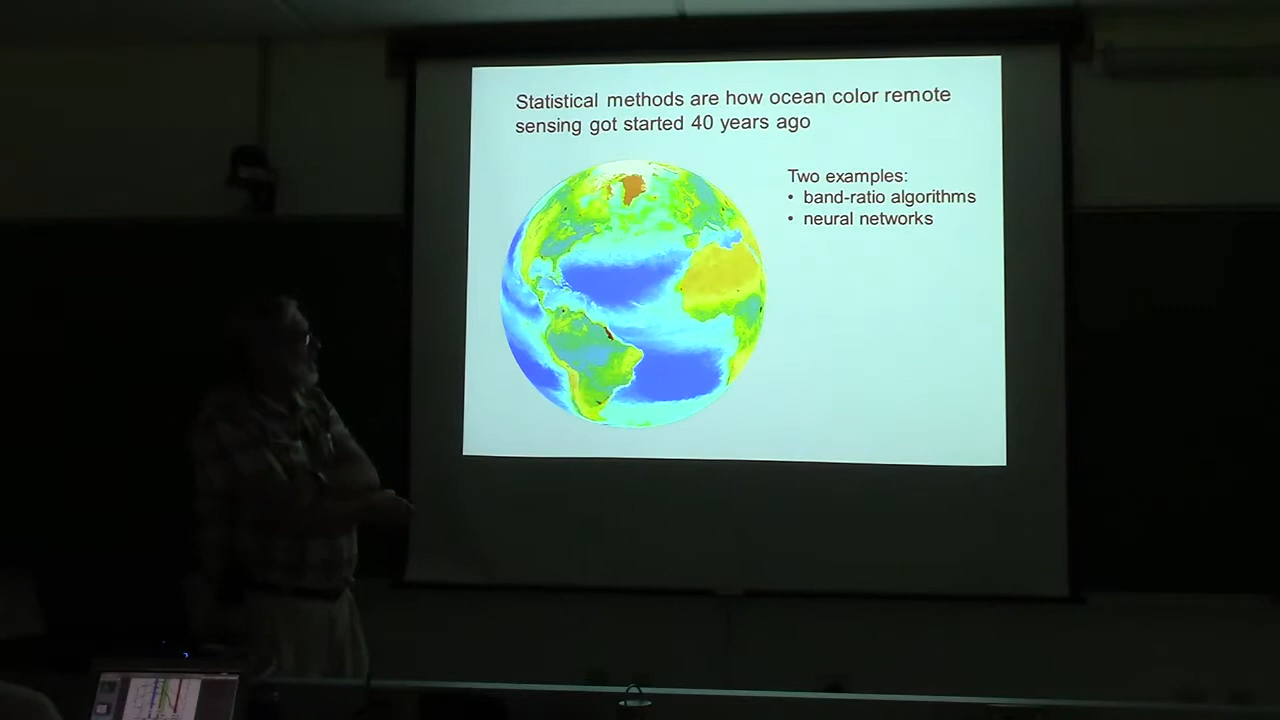 Statistical methods are how ocean color remote
sensing got started 40 years ago
Two examples:
• band-ratio algorithms
• neural networks